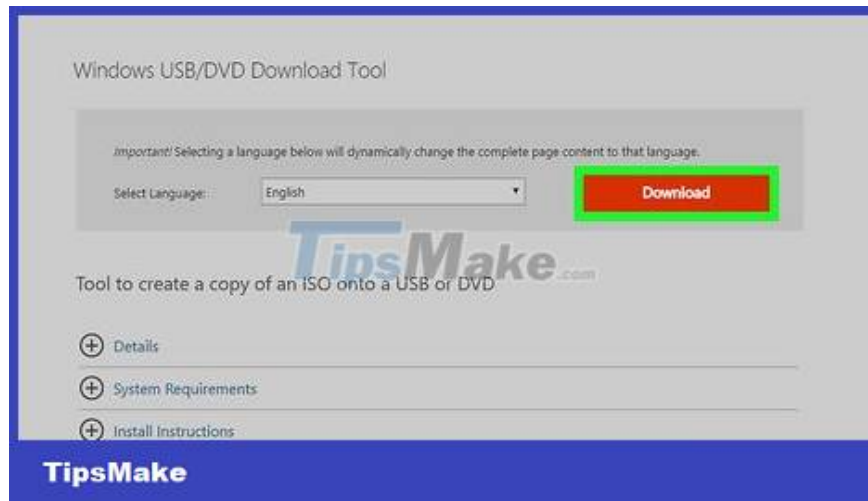 Windows USB/DVD Download Tool
Important! Selecting a language below will dynamically change the complete page content to that language.
Select Language:
English
Download
TipsMake.com
Tool to create a copy of an ISO onto a USB or DVD
Details
System Requirements
Install Instructions
TipsMake